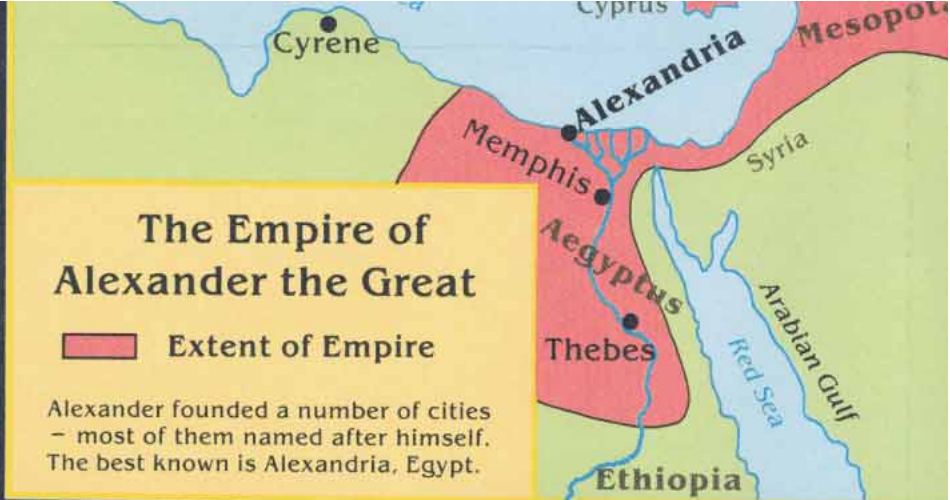 Cyprus
Mesopota
Cyrene
Alexandria
Memphis
Syria
Aegyptus
Thebes
Arabian Gulf
Red Sea
Ethiopia
The Empire of
Alexander the Great
Extent of Empire
Alexander founded a number of cities
– most of them named after himself.
The best known is Alexandria, Egypt.